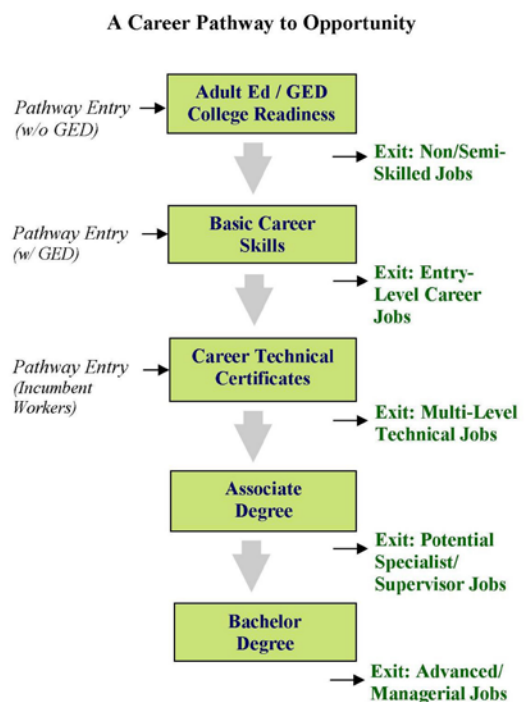 A Career Pathway to Opportunity
Adult Ed / GED
College Readiness
Pathway Entry
(w/o GED)
Exit: Non/Semi-
Skilled Jobs
Basic Career
Skills
Pathway Entry
(w/ GED)
Exit: Entry-
Level Career
Jobs
Career Technical
Certificates
Pathway Entry
(Incumbent
Workers)
Exit: Multi-Level
Technical Jobs
Associate
Degree
Exit: Potential
Specialist/
Supervisor Jobs
Bachelor
Degree
Exit: Advanced/
Managerial Jobs